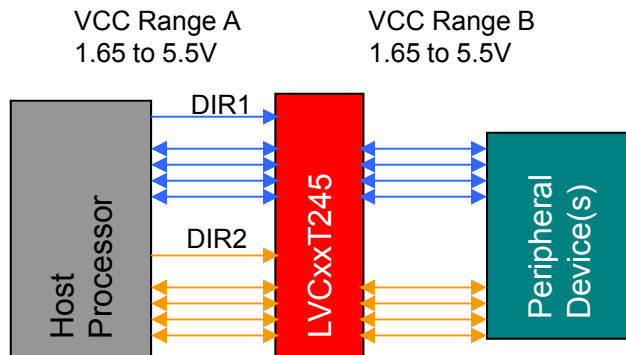 VCC Range A
1.65 to 5.5V
VCC Range B
1.65 to 5.5V
DIR1
DIR2
Host
Processor
LVCxxT245
Peripheral
Device(s)